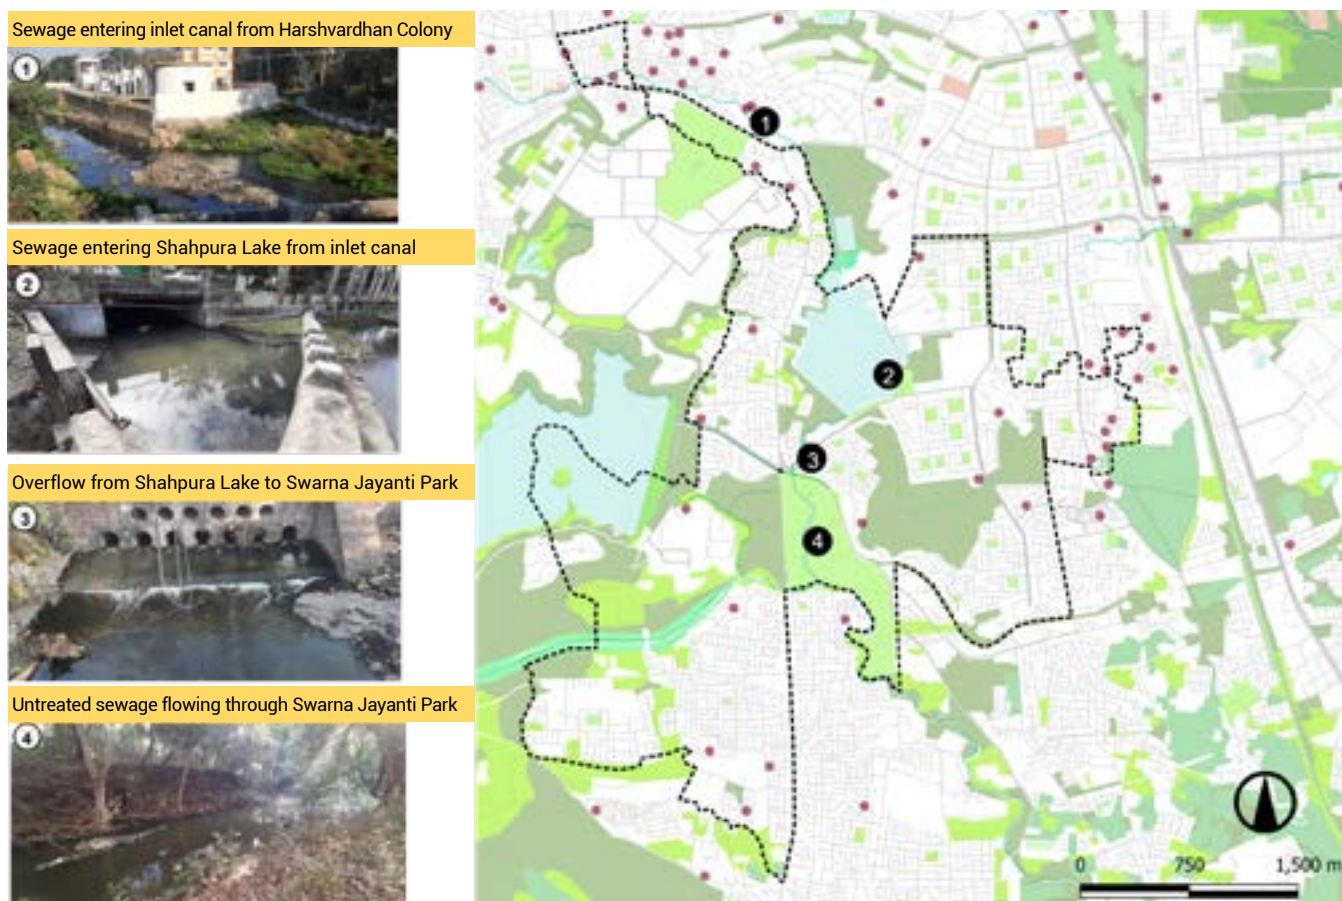 Sewage entering inlet canal from Harshvardhan Colony
1
Sewage entering Shahpura Lake from inlet canal
2
Overflow from Shahpura Lake to Swarna Jayanti Park
3
Untreated sewage flowing through Swarna Jayanti Park
4
1
2
3
4
0 750 1,500 m